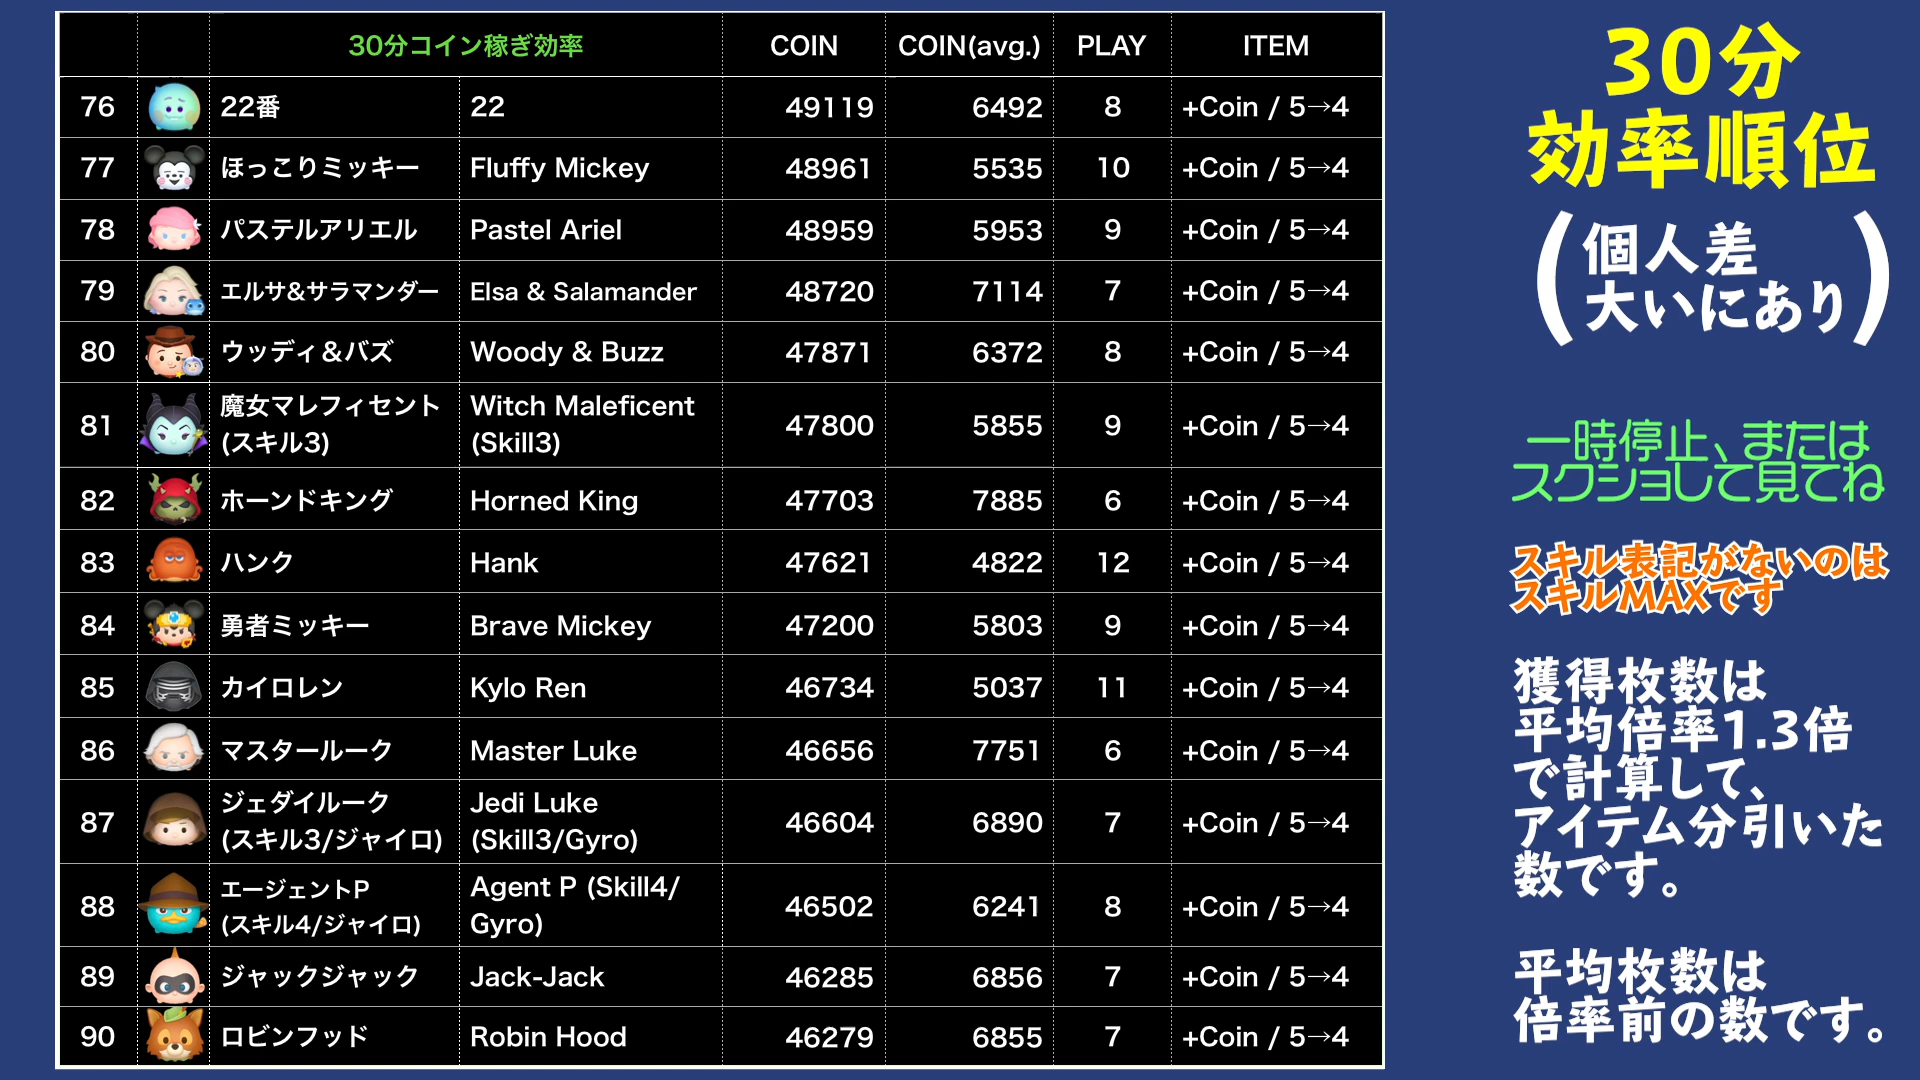 30分コイン稼ぎ効率 COIN COIN(avg.) PLAY ITEM
76 22番 22 49119 6492 8 +Coin / 5→4
77 ほっこりミッキー Fluffy Mickey 48961 5535 10 +Coin / 5→4
78 パステルアリエル Pastel Ariel 48959 5953 9 +Coin / 5→4
79 エルサ&サラマンダー Elsa & Salamander 48720 7114 7 +Coin / 5→4
80 ウッディ&バズ Woody & Buzz 47871 6372 8 +Coin / 5→4
81 魔女マレフィセント Witch Maleficent 47800 5855 9 +Coin / 5→4
(スキル3) (Skill3)
82 ホーンドキング Horned King 47703 7885 6 +Coin / 5→4
83 ハンク Hank 47621 4822 12 +Coin / 5→4
84 勇者ミッキー Brave Mickey 47200 5803 9 +Coin / 5→4
85 カイロレン Kylo Ren 46734 5037 11 +Coin / 5→4
86 マスタールーク Master Luke 46656 7751 6 +Coin / 5→4
87 ジェダイルーク Jedi Luke 46604 6890 7 +Coin / 5→4
(スキル3/ジャイロ) (Skill3/Gyro)
88 エージェントP Agent P (Skill4/ 46502 6241 8 +Coin / 5→4
(スキル4/ジャイロ) Gyro)
89 ジャックジャック Jack-Jack 46285 6856 7 +Coin / 5→4
90 ロビンフッド Robin Hood 46279 6855 7 +Coin / 5→4
30分
効率順位
(個人差
大いにあり)
一時停止、または
スクショして見てね
スキル表記がないのは
スキルMAXです
獲得枚数は
平均倍率1.3倍
で計算して、
アイテム分引いた
数です。
平均枚数は
倍率前の数です。